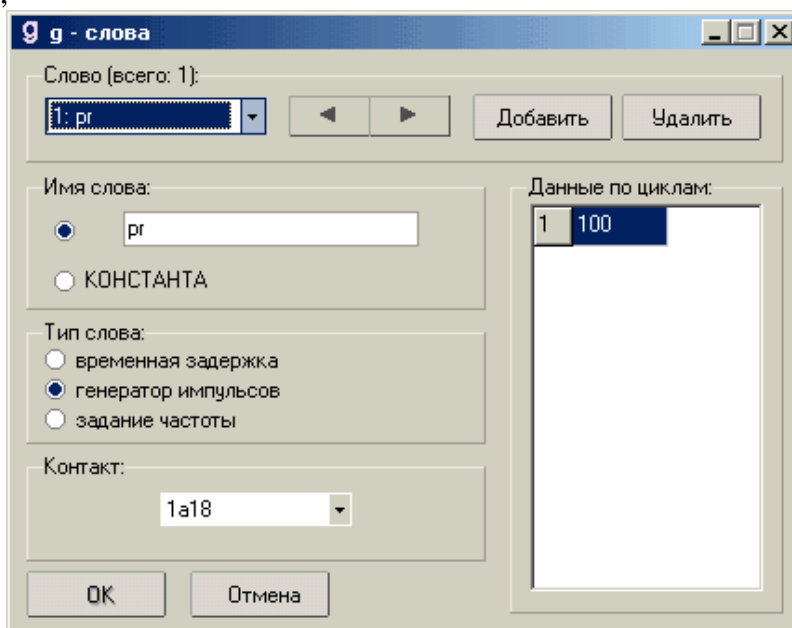 ,
g g - слова
Слово (всего: 1):
1: pr
Добавить
Удалить
Имя слова:
pr
КОНСТАНТА
Тип слова:
временная задержка
генератор импульсов
задание частоты
Контакт:
1a18
OK
Отмена
Данные по циклам:
1 100